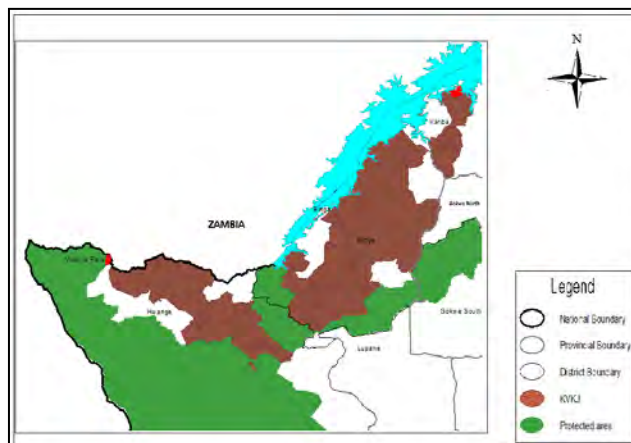 N
Kariba
ZAMBIA
Binga
Gokwe North
Victoria Falls
Hwange
Gokwe South
Lupane
Legend
National Boundary
Provincial Boundary
District Boundary
Protected area